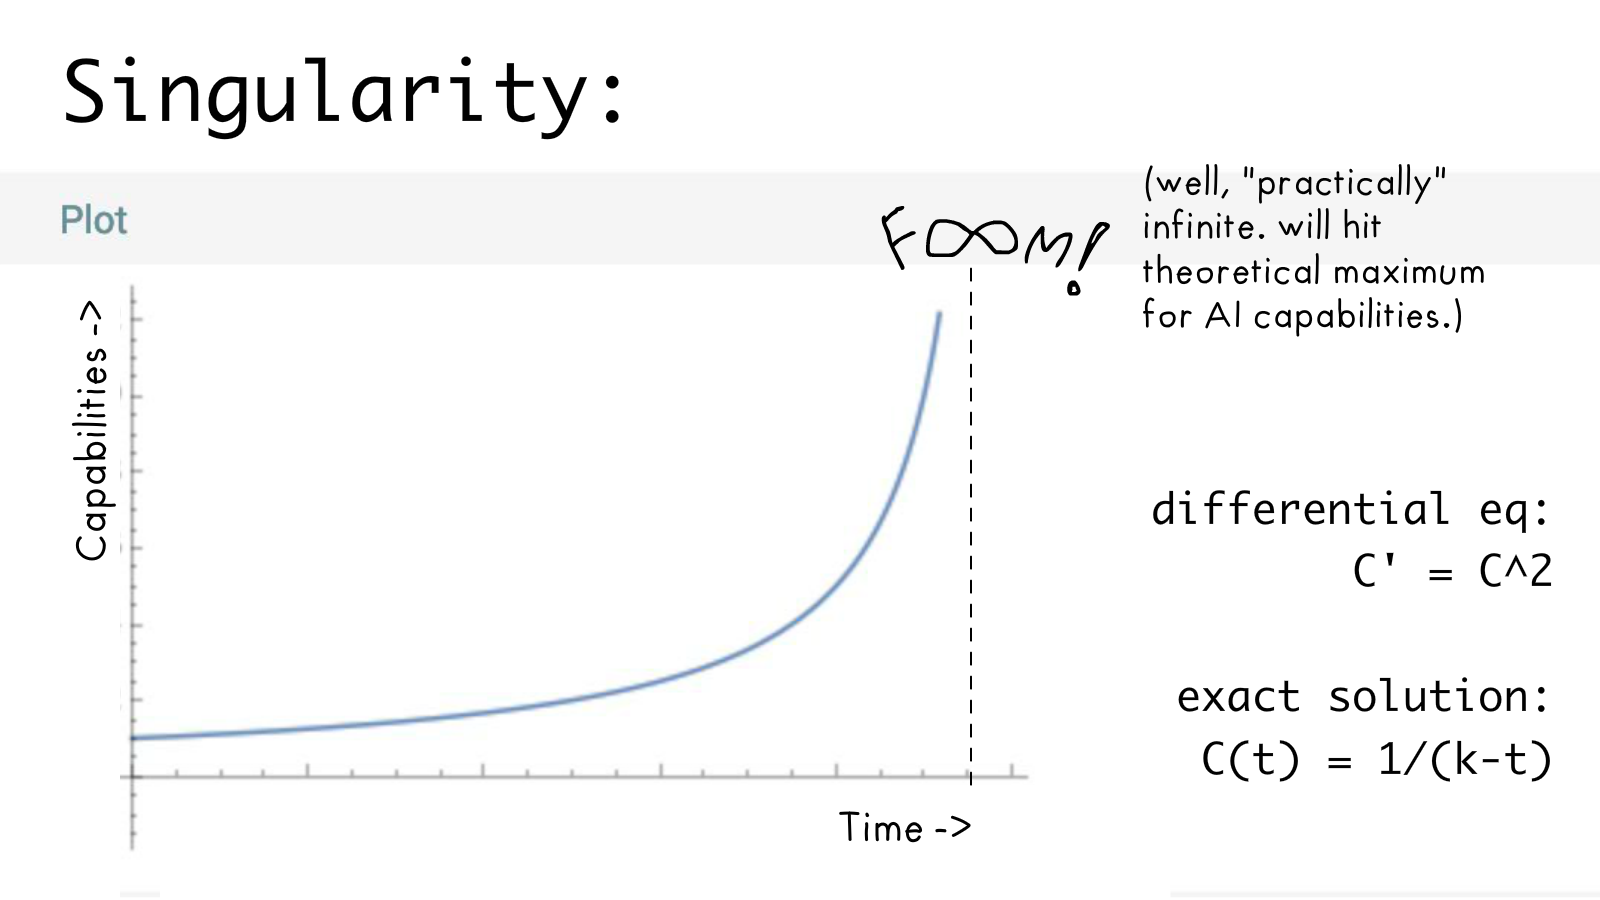 Singularity:
Plot
F∞M!
(well, "practically"
infinite. will hit
theoretical maximum
for AI capabilities.)
Capabilities ->
differential eq:
C' = C^2
exact solution:
C(t) = 1/(k-t)
Time ->